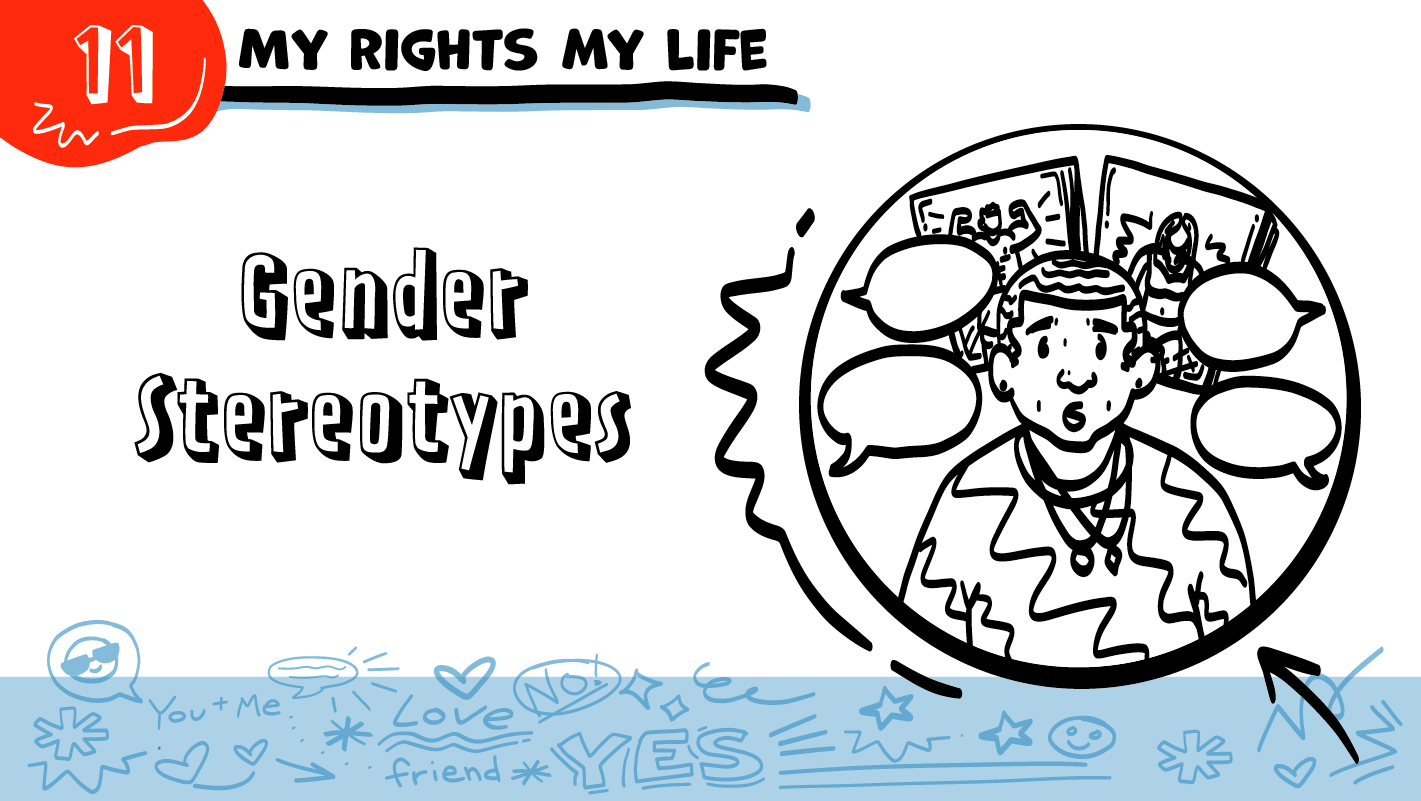 11
MY RIGHTS MY LIFE
Gender
Stereotypes
You + Me
Love
friend
NO!
YES
NO